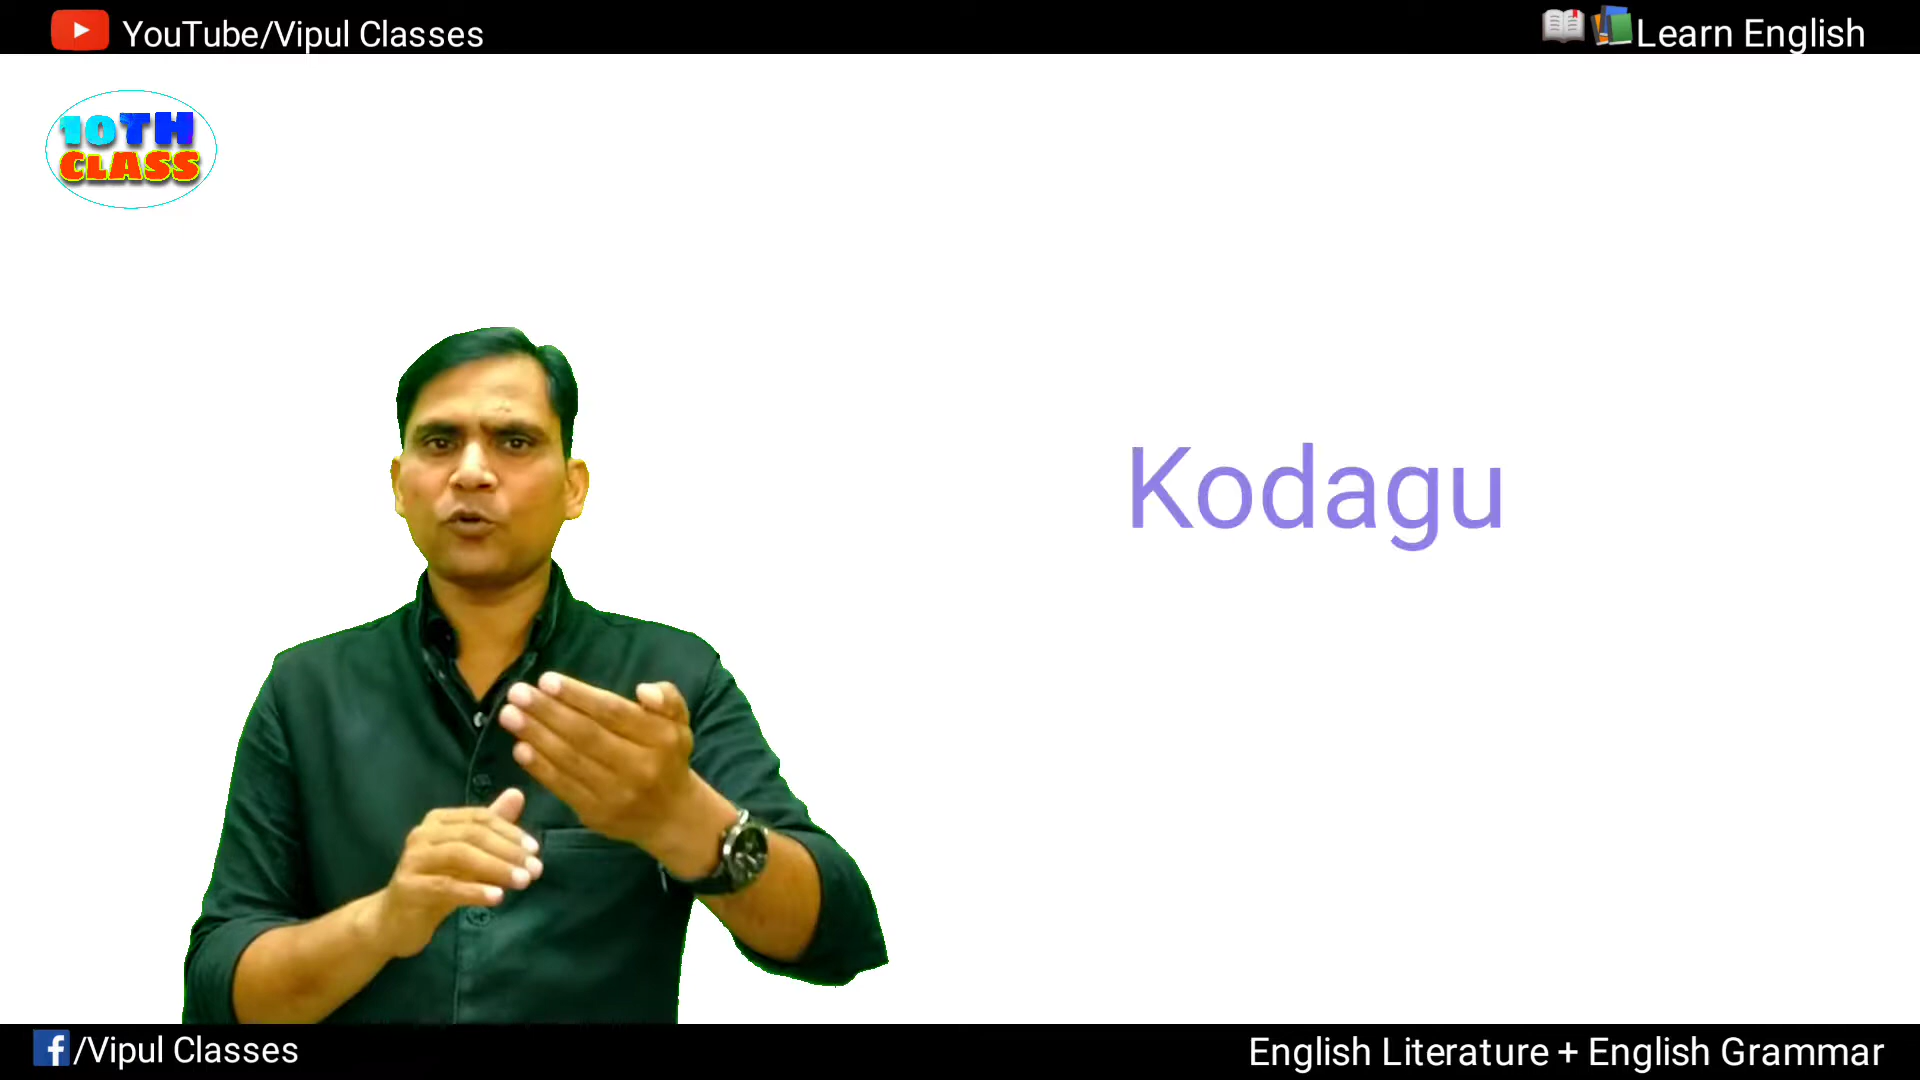 YouTube/Vipul Classes
Learn English
10TH
CLASS
Kodagu
f/Vipul Classes
English Literature + English Grammar